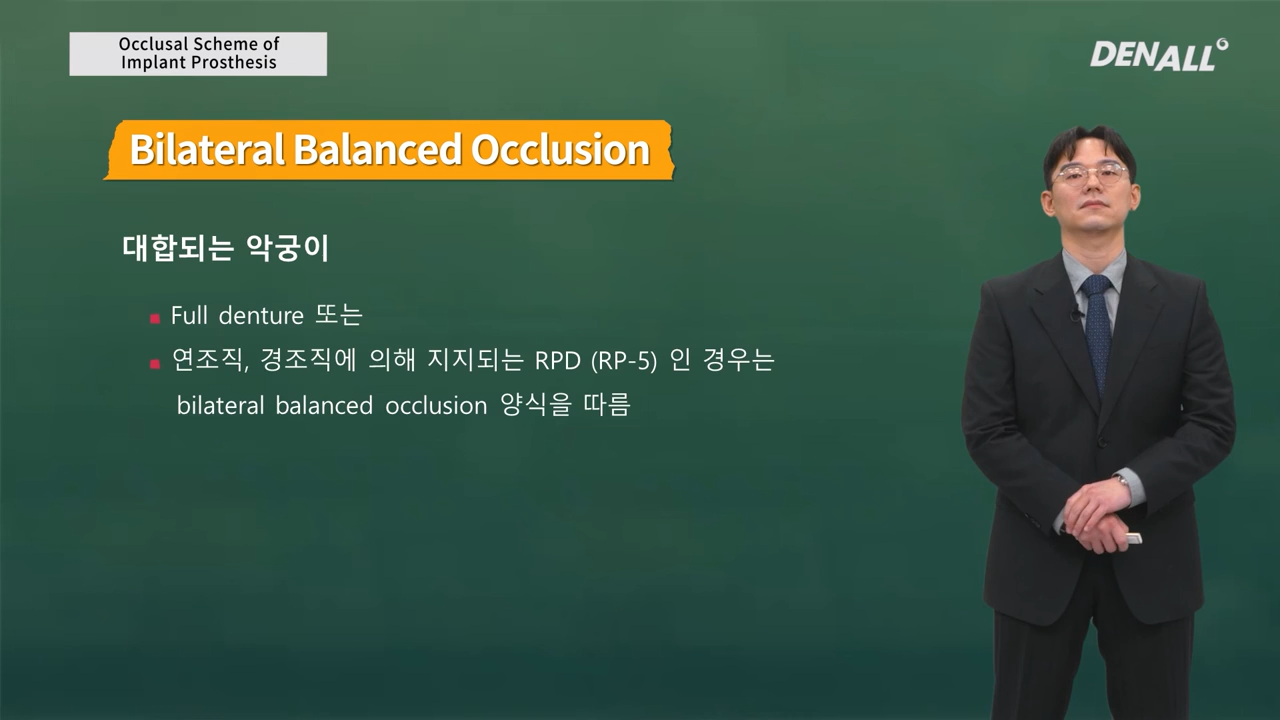 Occlusal Scheme of
Implant Prosthesis
DENALL
Bilateral Balanced Occlusion
대합되는 악궁이
Full denture 또는
연조직, 경조직에 의해 지지되는 RPD (RP-5) 인 경우는
bilateral balanced occlusion 양식을 따름